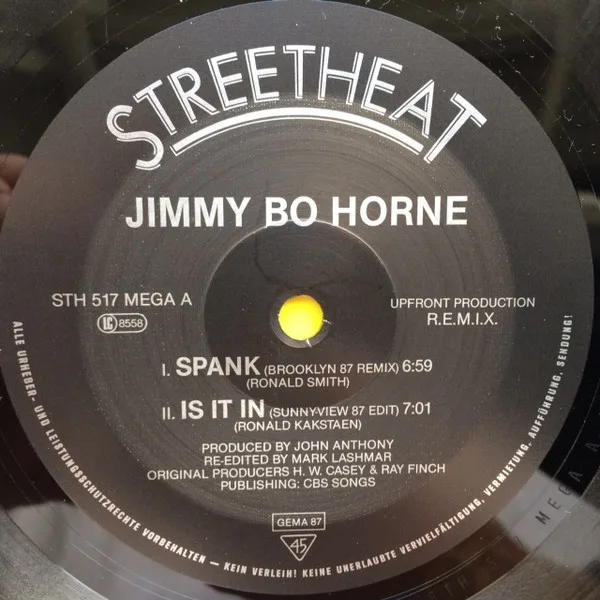 STREETHEAT
JIMMY BO HORNE
STH 517 MEGA A
LC 8558
UPFRONT PRODUCTION
R.E.M.I.X.
I. SPANK (BROOKLYN 87 REMIX) 6:59
(RONALD SMITH)
II. IS IT IN (SUNNYVIEW 87 EDIT) 7:01
(RONALD KAKSTAEN)
PRODUCED BY JOHN ANTHONY
RE-EDITED BY MARK LASHMAR
ORIGINAL PRODUCERS H. W. CASEY & RAY FINCH
PUBLISHING: CBS SONGS
GEMA 87
45
ALLE URHEBER- UND LEISTUNGSSCHUTZRECHTE VORBEHALTEN – KEIN VERLEIH! KEINE UNERLAUBTE VERVIELFÄLTIGUNG, VERMIETUNG, AUFFÜHRUNG, SENDUNG!
MEGA A